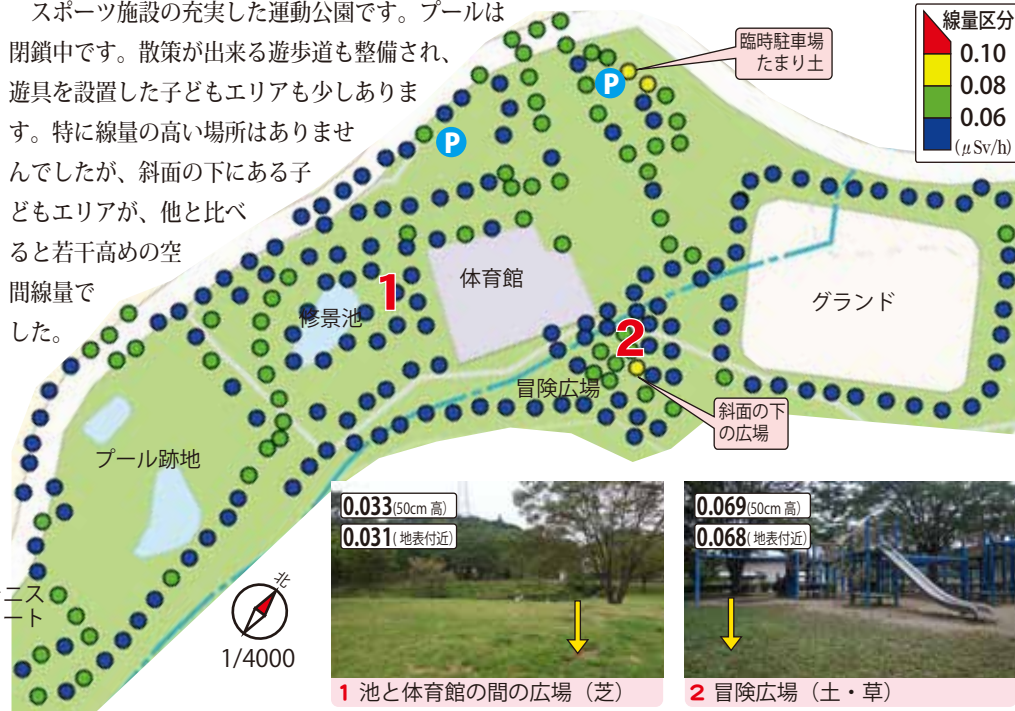 スポーツ施設の充実した運動公園です。プールは
閉鎖中です。散策が出来る遊歩道も整備され、
遊具を設置した子どもエリアも少しありま
す。特に線量の高い場所はありませ
んでしたが、斜面の下にある子
どもエリアが、他と比べ
ると若干高めの空
間線量で
した。
臨時駐車場
たまり土
線量区分
0.10
0.08
0.06
(μSv/h)
P
P
体育館
グランド
1
修景池
2
冒険広場
斜面の下
の広場
プール跡地
ニス
ート
北
1/4000
0.033(50cm 高)
0.031(地表付近)
1 池と体育館の間の広場（芝）
0.069(50cm 高)
0.068(地表付近)
2 冒険広場（土・草）